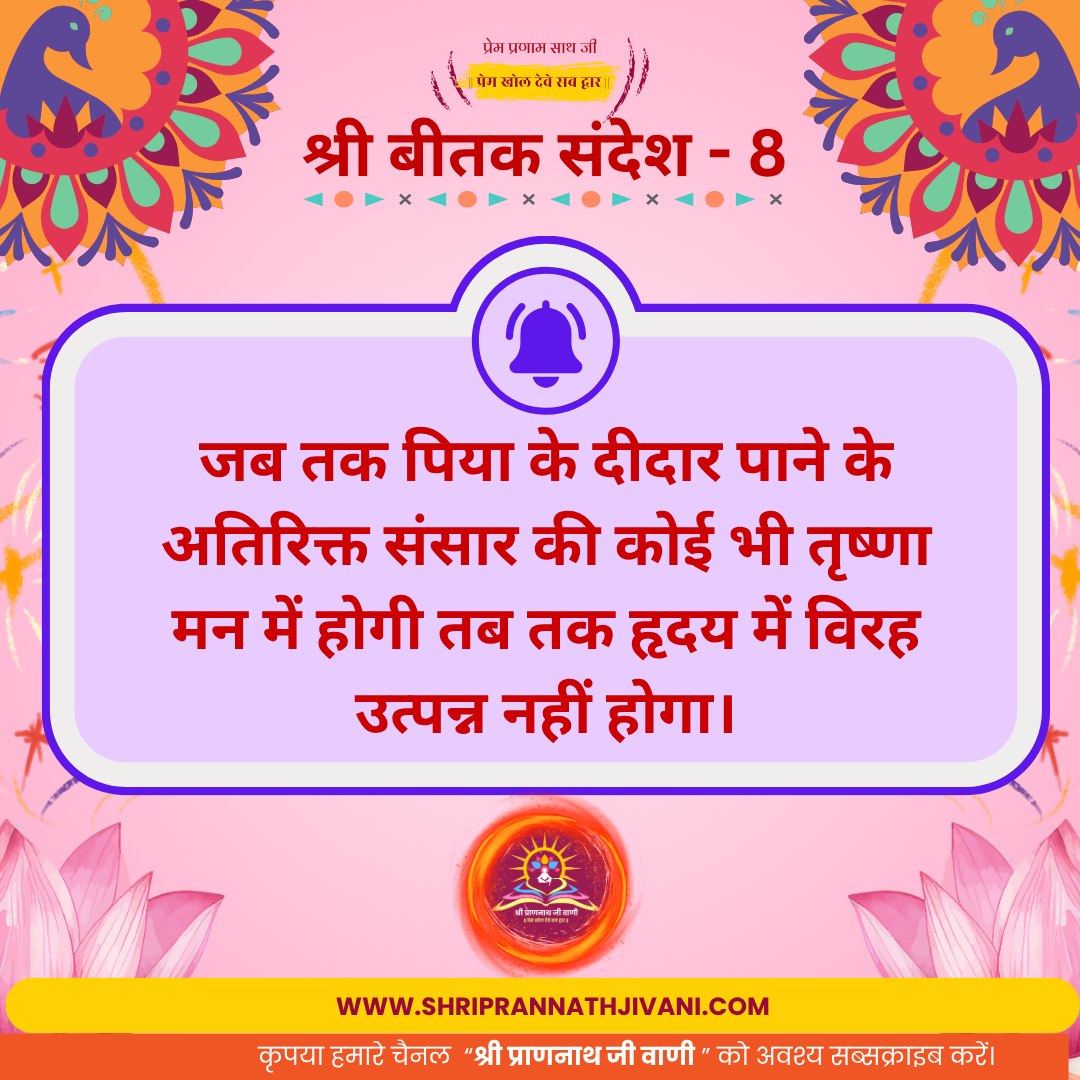 प्रेम प्रणाम साथ जी
॥ प्रेम खोल देवे सब द्वार ॥
श्री बीतक संदेश - 8
जब तक पिया के दीदार पाने के
अतिरिक्त संसार की कोई भी तृष्णा
मन में होगी तब तक हृदय में विरह
उत्पन्न नहीं होगा।
श्री प्राणनाथ जी वाणी
॥ प्रेम खोल देवे सब द्वार ॥
WWW.SHRIPRANNATHJIVANI.COM
कृपया हमारे चैनल “श्री प्राणनाथ जी वाणी ” को अवश्य सब्सक्राइब करें।